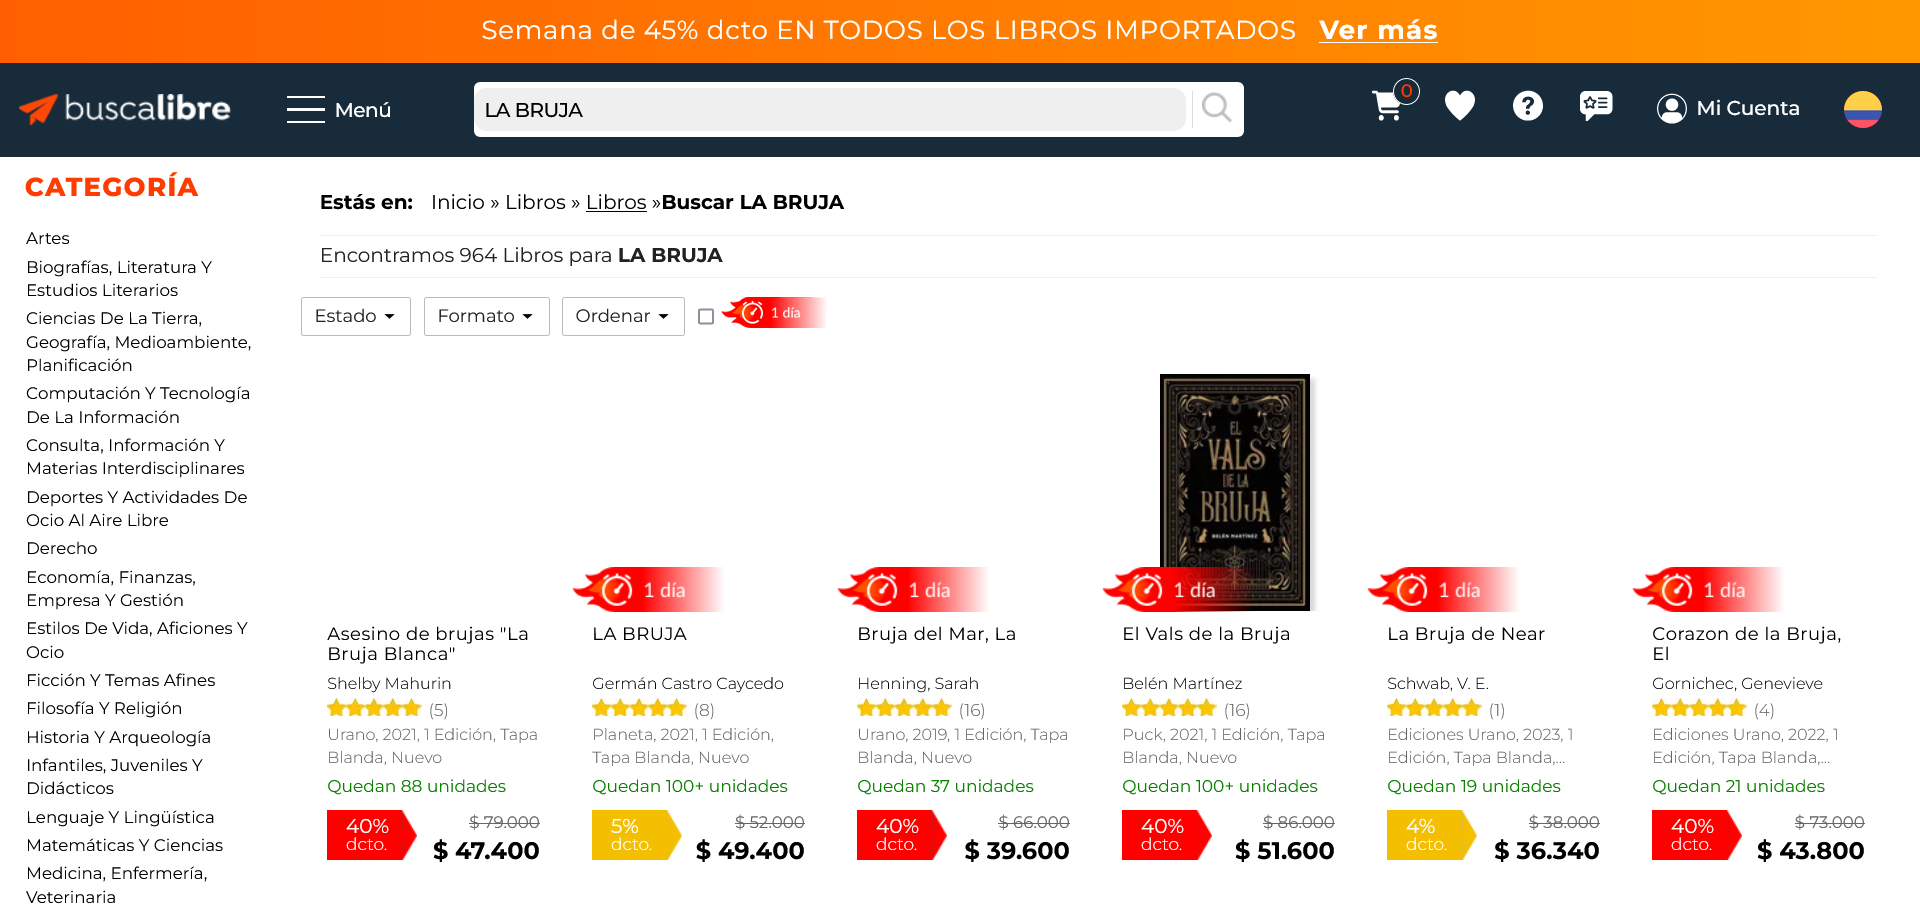 Semana de 45% dcto EN TODOS LOS LIBROS IMPORTADOS Ver más
buscalibre
Menú
LA BRUJA
0
?
Mi Cuenta
CATEGORÍA
Artes
Biografías, Literatura Y
Estudios Literarios
Ciencias De La Tierra,
Geografía, Medioambiente,
Planificación
Computación Y Tecnología
De La Información
Consulta, Información Y
Materias Interdisciplinares
Deportes Y Actividades De
Ocio Al Aire Libre
Derecho
Economía, Finanzas,
Empresa Y Gestión
Estilos De Vida, Aficiones Y
Ocio
Ficción Y Temas Afines
Filosofía Y Religión
Historia Y Arqueología
Infantiles, Juveniles Y
Didácticos
Lenguaje Y Lingüística
Matemáticas Y Ciencias
Medicina, Enfermería,
Veterinaria
Estás en: Inicio » Libros » Libros »Buscar LA BRUJA
Encontramos 964 Libros para LA BRUJA
Estado
Formato
Ordenar
1 día
Asesino de brujas "La
Bruja Blanca"
Shelby Mahurin
(5)
Urano, 2021, 1 Edición, Tapa
Blanda, Nuevo
Quedan 88 unidades
40%
dcto.
$ 79.000
$ 47.400
1 día
LA BRUJA
Germán Castro Caycedo
(8)
Planeta, 2021, 1 Edición,
Tapa Blanda, Nuevo
Quedan 100+ unidades
5%
dcto.
$ 52.000
$ 49.400
1 día
Bruja del Mar, La
Henning, Sarah
(16)
Urano, 2019, 1 Edición, Tapa
Blanda, Nuevo
Quedan 37 unidades
40%
dcto.
$ 66.000
$ 39.600
EL
VALS
DE LA
BRUJA
BELÉN MARTÍNEZ
1 día
El Vals de la Bruja
Belén Martínez
(16)
Puck, 2021, 1 Edición, Tapa
Blanda, Nuevo
Quedan 100+ unidades
40%
dcto.
$ 86.000
$ 51.600
1 día
La Bruja de Near
Schwab, V. E.
(1)
Ediciones Urano, 2023, 1
Edición, Tapa Blanda,...
Quedan 19 unidades
4%
dcto.
$ 38.000
$ 36.340
1 día
Corazon de la Bruja,
El
Gornichec, Genevieve
(4)
Ediciones Urano, 2022, 1
Edición, Tapa Blanda,...
Quedan 21 unidades
40%
dcto.
$ 73.000
$ 43.800